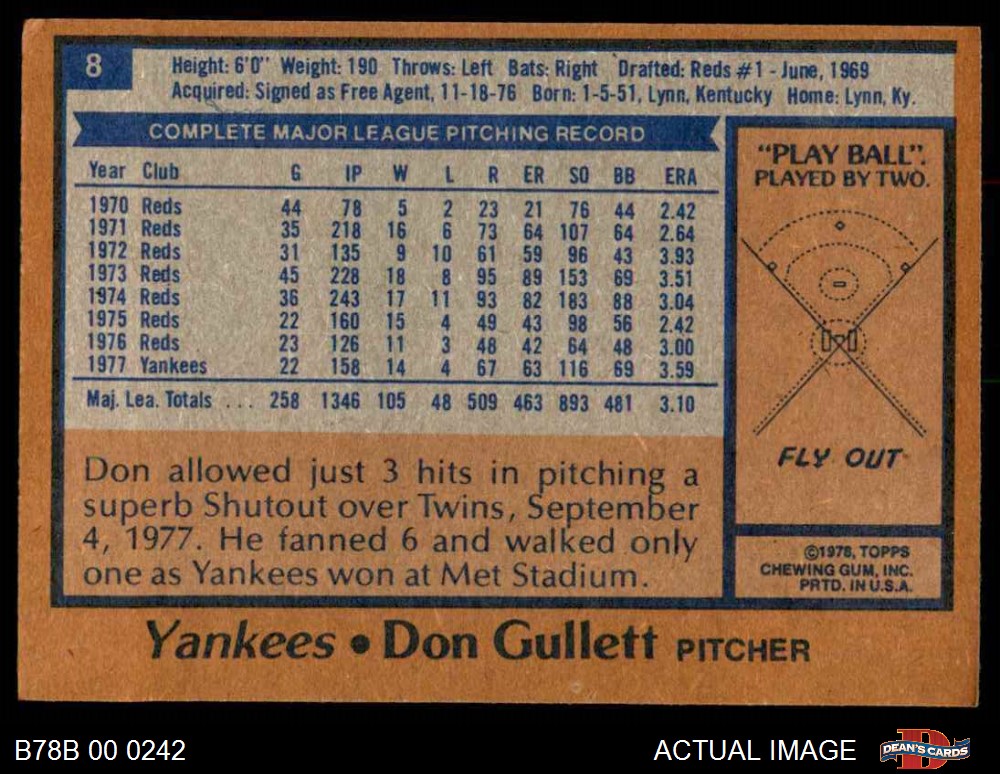 8
Height: 6'0" Weight: 190 Throws: Left Bats: Right Drafted: Reds #1 - June, 1969
Acquired: Signed as Free Agent, 11-18-76 Born: 1-5-51, Lynn, Kentucky Home: Lynn, Ky.
COMPLETE MAJOR LEAGUE PITCHING RECORD
Year Club G IP W L R ER SO BB ERA
1970 Reds 44 78 5 2 23 21 76 44 2.42
1971 Reds 35 218 16 6 73 64 107 64 2.64
1972 Reds 31 135 9 10 61 59 96 43 3.93
1973 Reds 45 228 18 8 95 89 153 69 3.51
1974 Reds 36 243 17 11 93 82 183 88 3.04
1975 Reds 22 160 15 4 49 43 98 56 2.42
1976 Reds 23 126 11 3 48 42 64 48 3.00
1977 Yankees 22 158 14 4 67 63 116 69 3.59
Maj. Lea. Totals ... 258 1346 105 48 509 463 893 481 3.10
Don allowed just 3 hits in pitching a
superb Shutout over Twins, September
4, 1977. He fanned 6 and walked only
one as Yankees won at Met Stadium.
"PLAY BALL".
PLAYED BY TWO.
FLY OUT
©1978, TOPPS
CHEWING GUM, INC.
PRTD. IN U.S.A.
Yankees • Don Gullett PITCHER
B78B 00 0242
ACTUAL IMAGE
DEAN'S CARDS